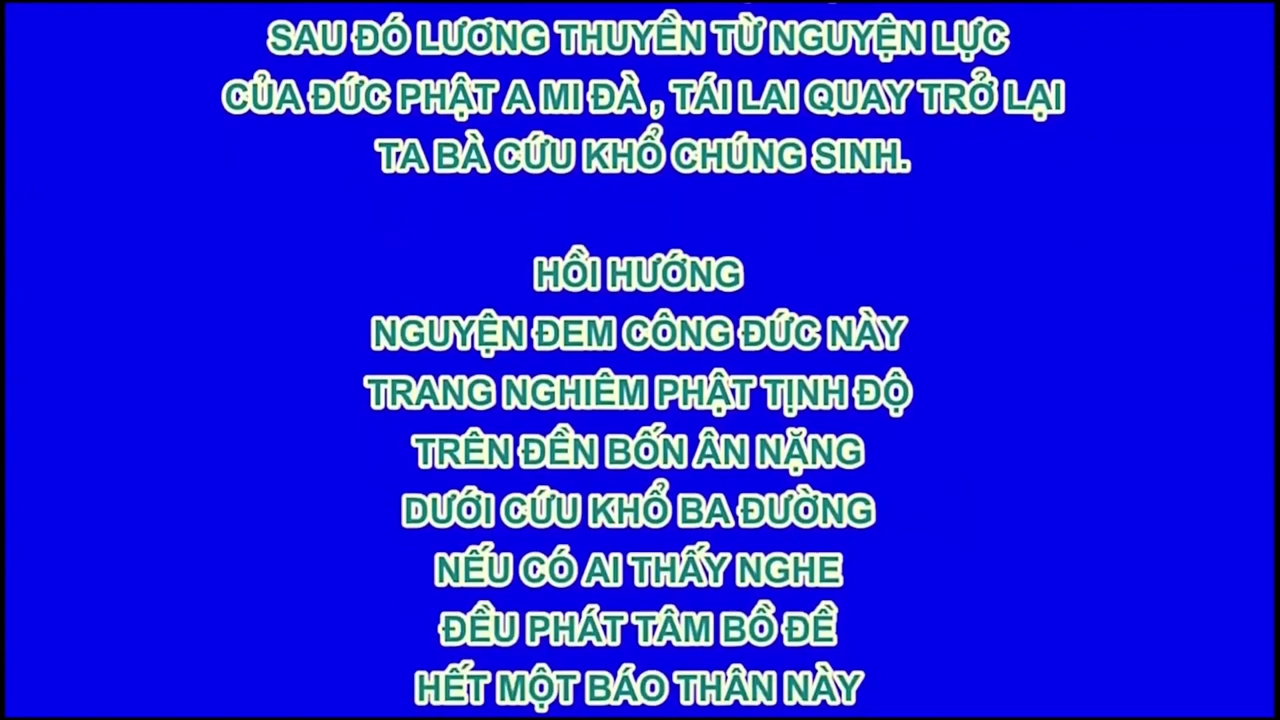 SAU ĐÓ LƯƠNG THUYỀN TỪ NGUYỆN LỰC
CỦA ĐỨC PHẬT A MI ĐÀ , TÁI LAI QUAY TRỞ LẠI
TA BÀ CỨU KHỔ CHÚNG SINH.
HỒI HƯỚNG
NGUYỆN ĐEM CÔNG ĐỨC NÀY
TRANG NGHIÊM PHẬT TỊNH ĐỘ
TRÊN ĐỀN BỐN ÂN NẶNG
DƯỚI CỨU KHỔ BA ĐƯỜNG
NẾU CÓ AI THẤY NGHE
ĐỀU PHÁT TÂM BỒ ĐỀ
HẾT MỘT BÁO THÂN NÀY